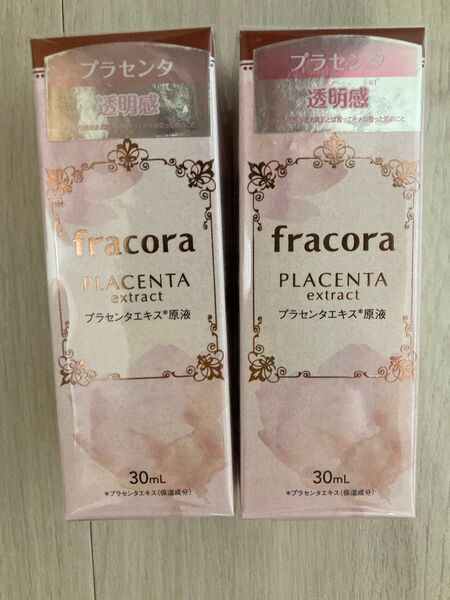 プラセンタ
透明感
fracora
PLACENTA
extract
プラセンタエキス*原液
30mL
*プラセンタエキス(保湿成分)
プラセンタ
透明感
fracora
PLACENTA
extract
プラセンタエキス*原液
30mL
*プラセンタエキス(保湿成分)